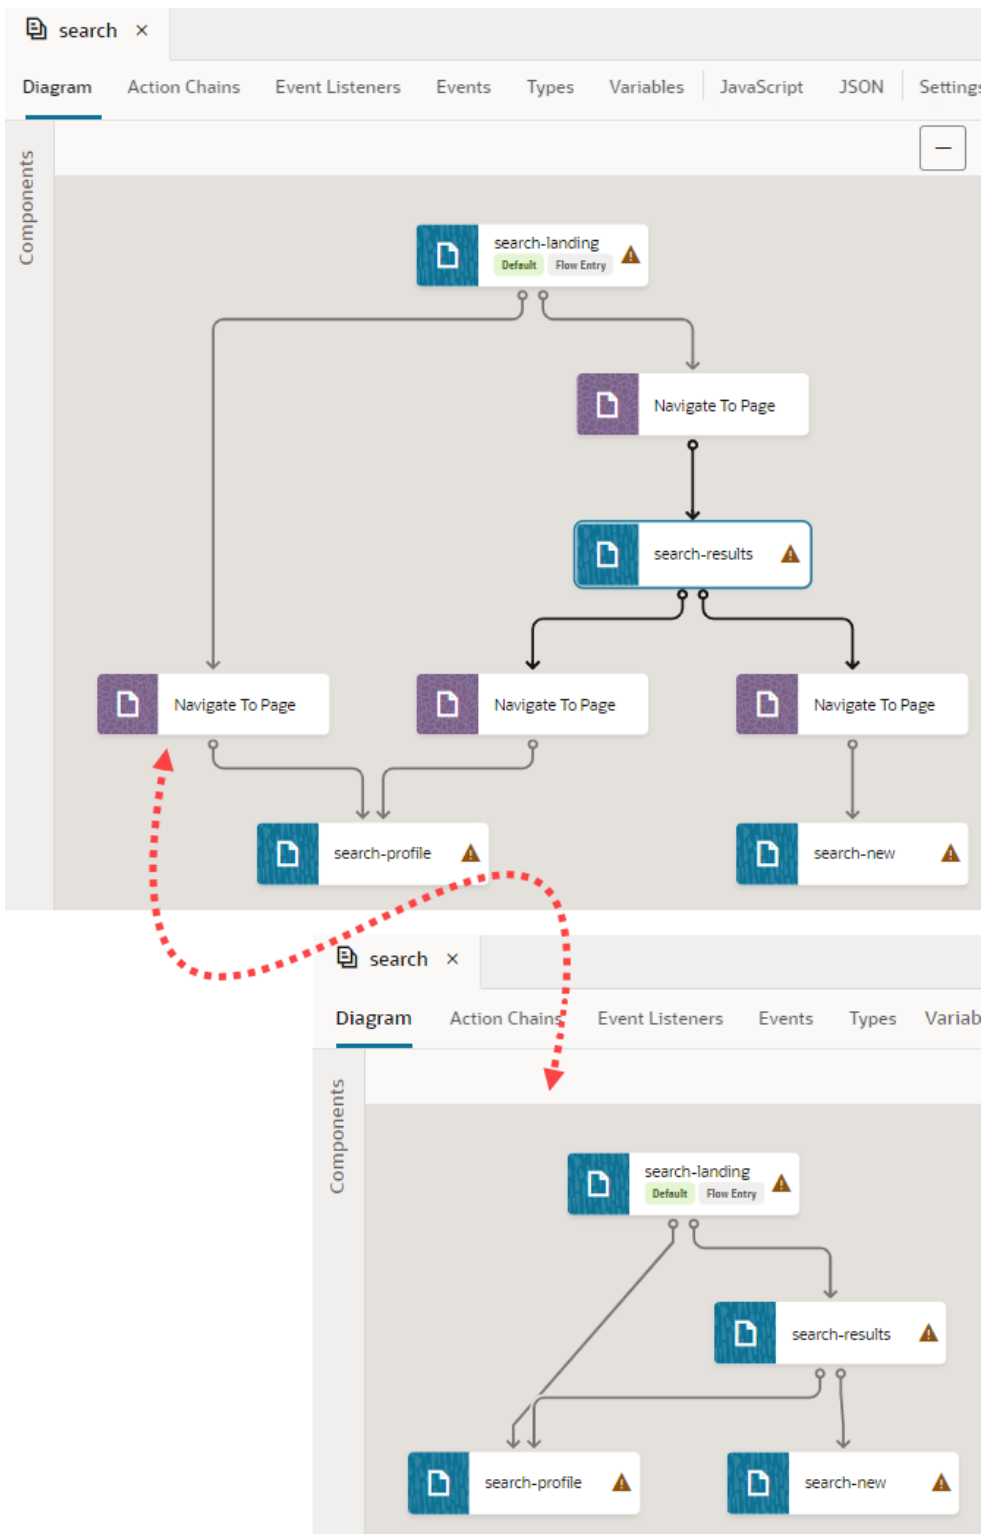 search ×
Diagram Action Chains Event Listeners Events Types Variables JavaScript JSON Settings
Components
search-landing
Default Flow Entry
Navigate To Page
search-results
Navigate To Page Navigate To Page Navigate To Page
search-profile search-new
search ×
Diagram Action Chains Event Listeners Events Types Variab
Components
search-landing
Default Flow Entry
search-results
search-profile search-new